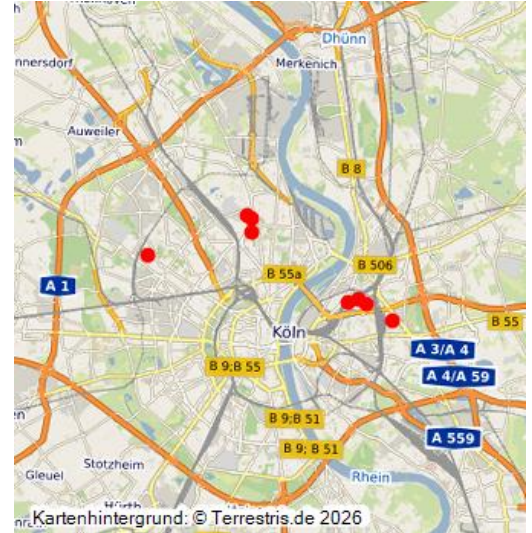 Dhünn
nnersdorf
Merkenich
Auweiler
B 8
A 1
B 506
B 55a
Köln
B 55
A 3/A 4
B 9;B 55
A 4/A 59
B 9;B 51
A 559
B 9; B 51
Stotzheim
Gleuel
Rhein
Hürth
Kartenhintergrund: © Terrestris.de 2026